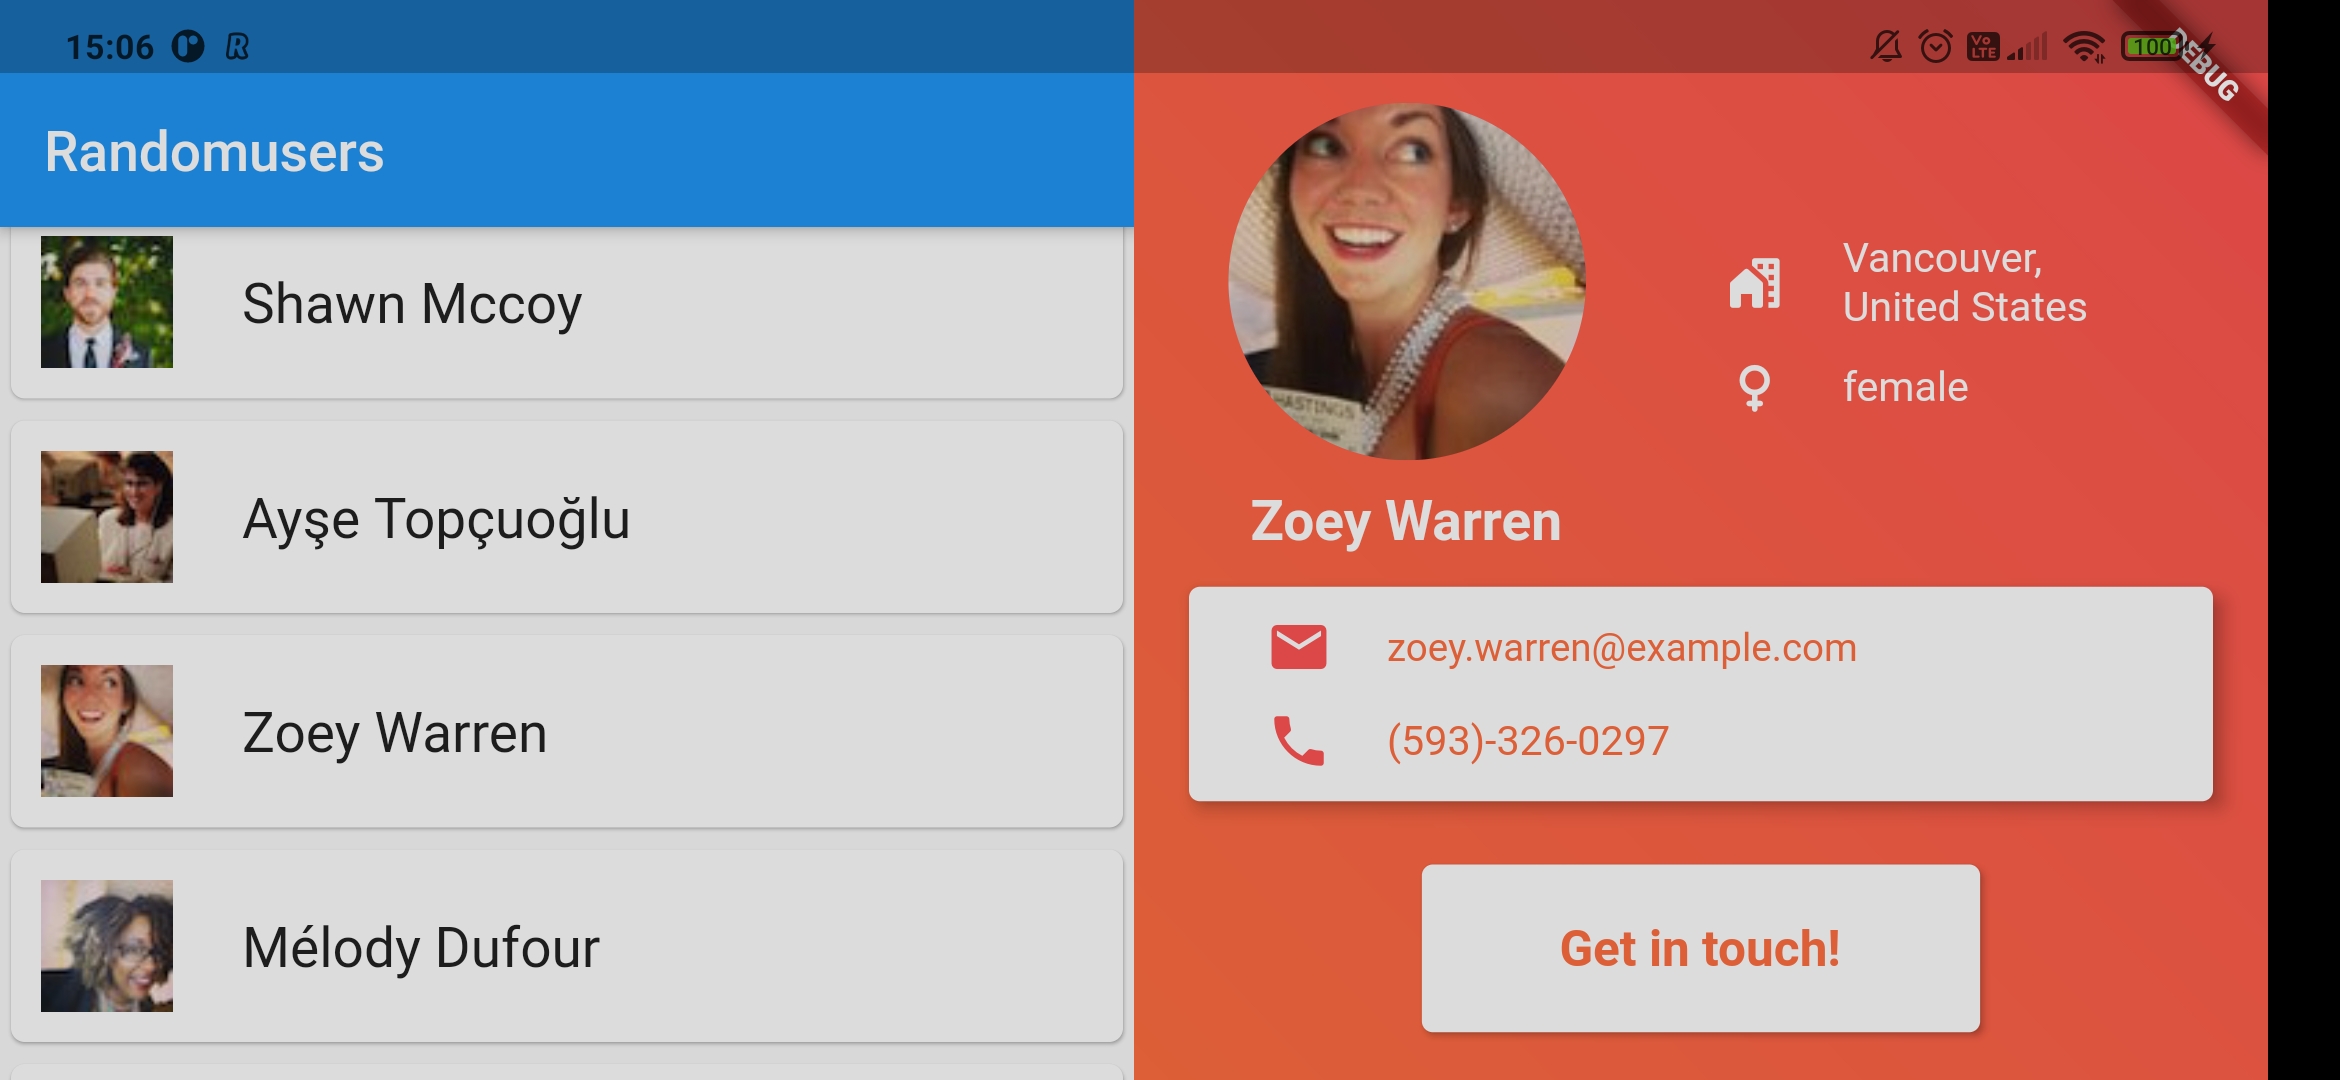 15:06
Vo
LTE
100
DEBUG
Randomusers
Shawn Mccoy
Ayşe Topçuoğlu
Zoey Warren
Mélody Dufour
HASTINGS
Vancouver,
United States
female
Zoey Warren
zoey.warren@example.com
(593)-326-0297
Get in touch!